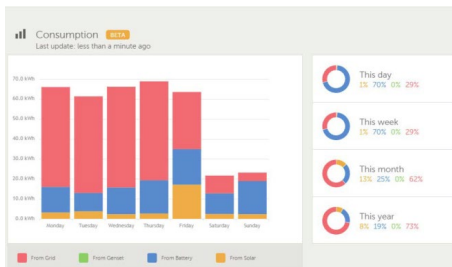 Consumption BETA
Last update: less than a minute ago
70.0 kWh
60.0 kWh
50.0 kWh
40.0 kWh
30.0 kWh
20.0 kWh
10.0 kWh
0.0 kWh
Monday Tuesday Wednesday Thursday Friday Saturday Sunday
From Grid From Genset From Battery From Solar
This day
1% 70% 0% 29%
This week
1% 70% 0% 29%
This month
13% 25% 0% 62%
This year
8% 19% 0% 73%